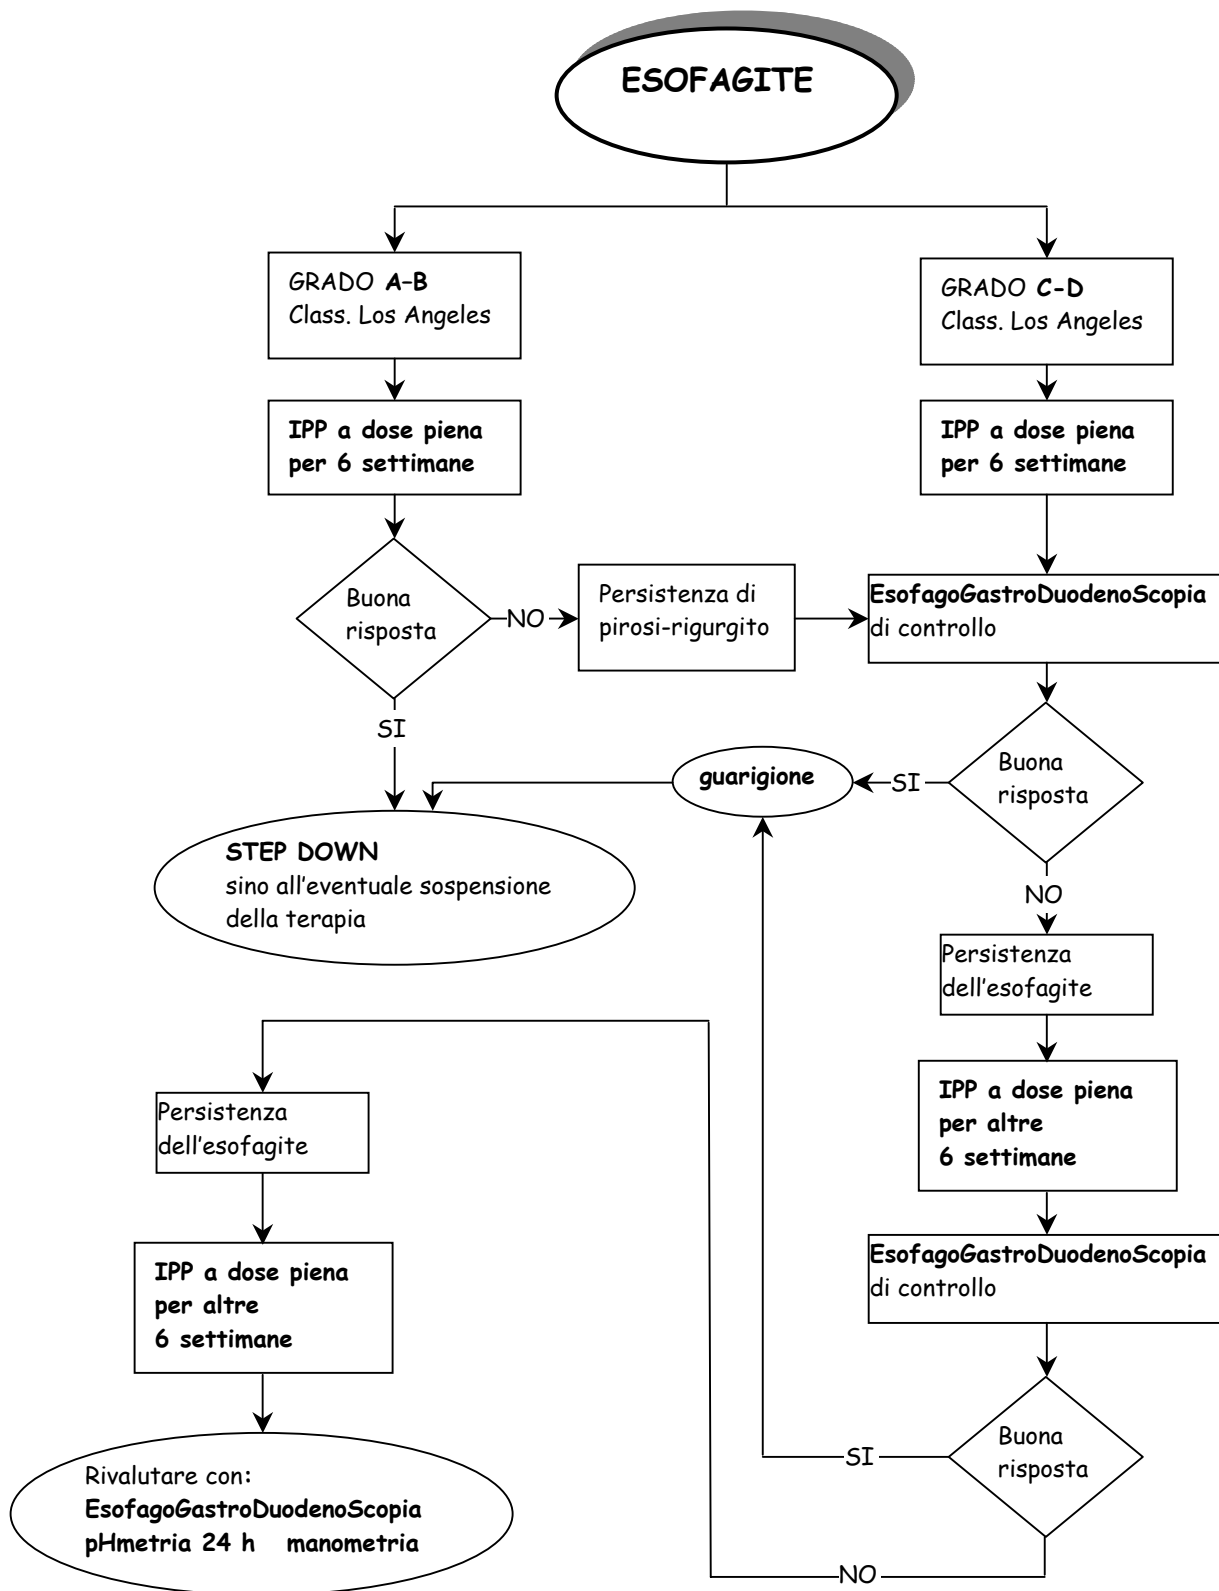 ESOFAGITE
GRADO A–B
Class. Los Angeles
GRADO C-D
Class. Los Angeles
IPP a dose piena
per 6 settimane
IPP a dose piena
per 6 settimane
Buona
risposta
NO
Persistenza di
pirosi-rigurgito
EsofagoGastroDuodenoScopia
di controllo
SI
guarigione
SI
Buona
risposta
STEP DOWN
sino all'eventuale sospensione
della terapia
NO
Persistenza
dell'esofagite
IPP a dose piena
per altre
6 settimane
Persistenza
dell'esofagite
EsofagoGastroDuodenoScopia
di controllo
IPP a dose piena
per altre
6 settimane
Buona
risposta
SI
Rivalutare con:
EsofagoGastroDuodenoScopia
pHmetria 24 h manometria
NO